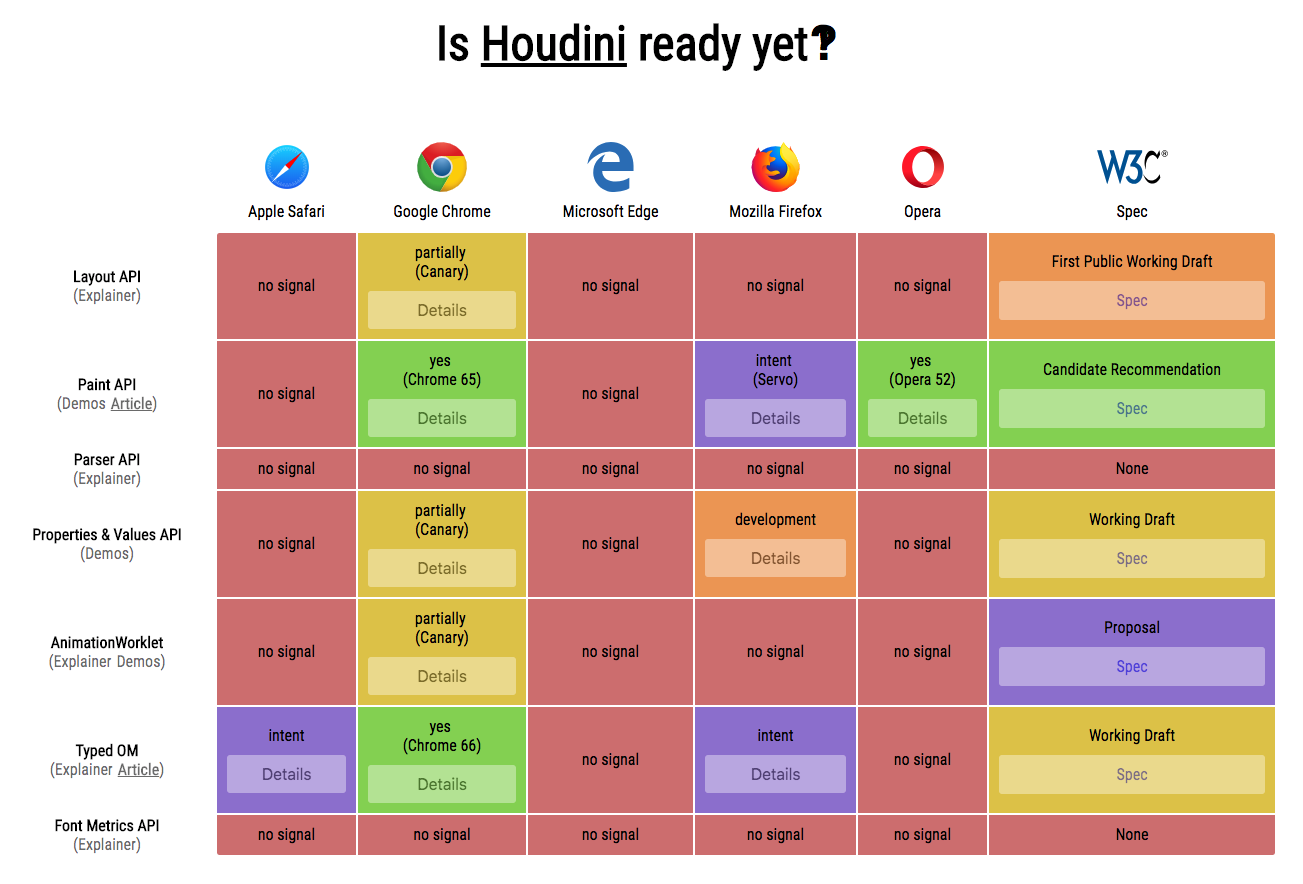 Is Houdini ready yet‽
W3C®
Apple Safari Google Chrome Microsoft Edge Mozilla Firefox Opera Spec
Layout API
(Explainer)
no signal
partially
(Canary)
Details
no signal
no signal
no signal
First Public Working Draft
Spec
Paint API
(Demos Article)
no signal
yes
(Chrome 65)
Details
no signal
intent
(Servo)
Details
yes
(Opera 52)
Details
Candidate Recommendation
Spec
Parser API
(Explainer)
no signal
no signal
no signal
no signal
no signal
None
Properties & Values API
(Demos)
no signal
partially
(Canary)
Details
no signal
development
Details
no signal
Working Draft
Spec
AnimationWorklet
(Explainer Demos)
no signal
partially
(Canary)
Details
no signal
no signal
no signal
Proposal
Spec
Typed OM
(Explainer Article)
intent
Details
yes
(Chrome 66)
Details
no signal
intent
Details
no signal
Working Draft
Spec
Font Metrics API
(Explainer)
no signal
no signal
no signal
no signal
no signal
None